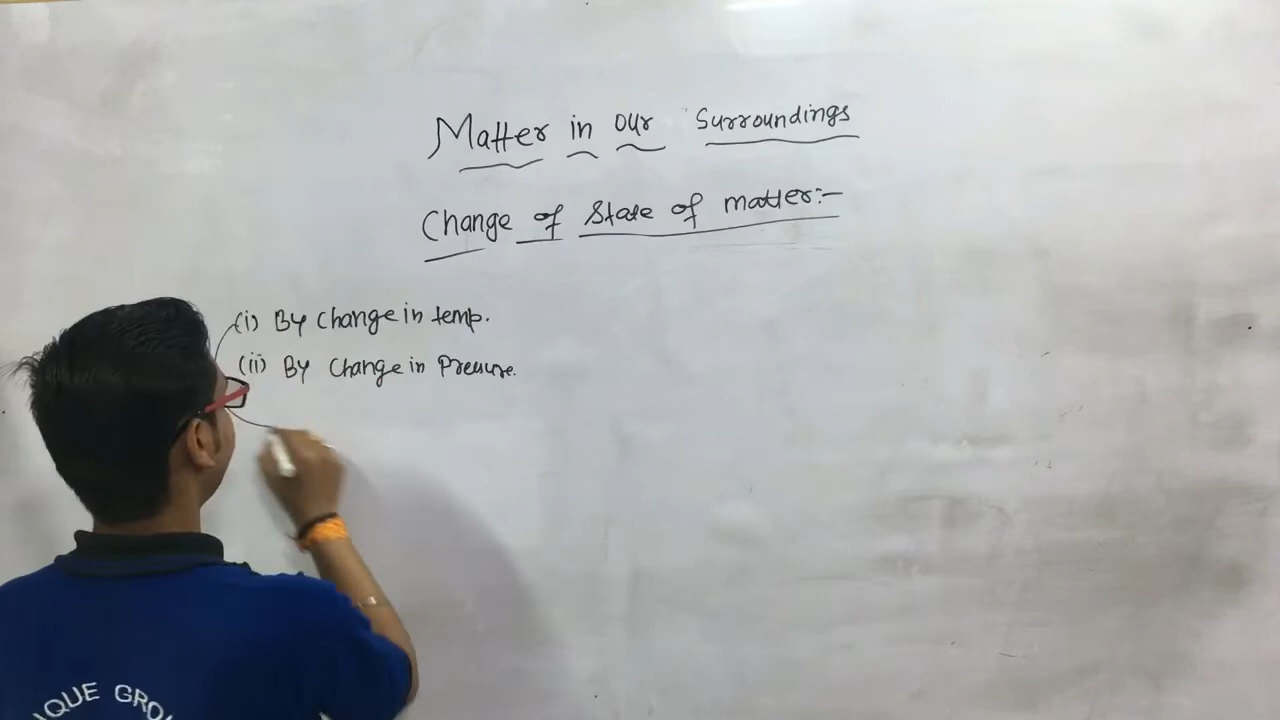 Matter in our Surroundings
Change of State of matter:-
(i) By Change in temp.
(ii) By Change in Pressure.
IQUE GRO